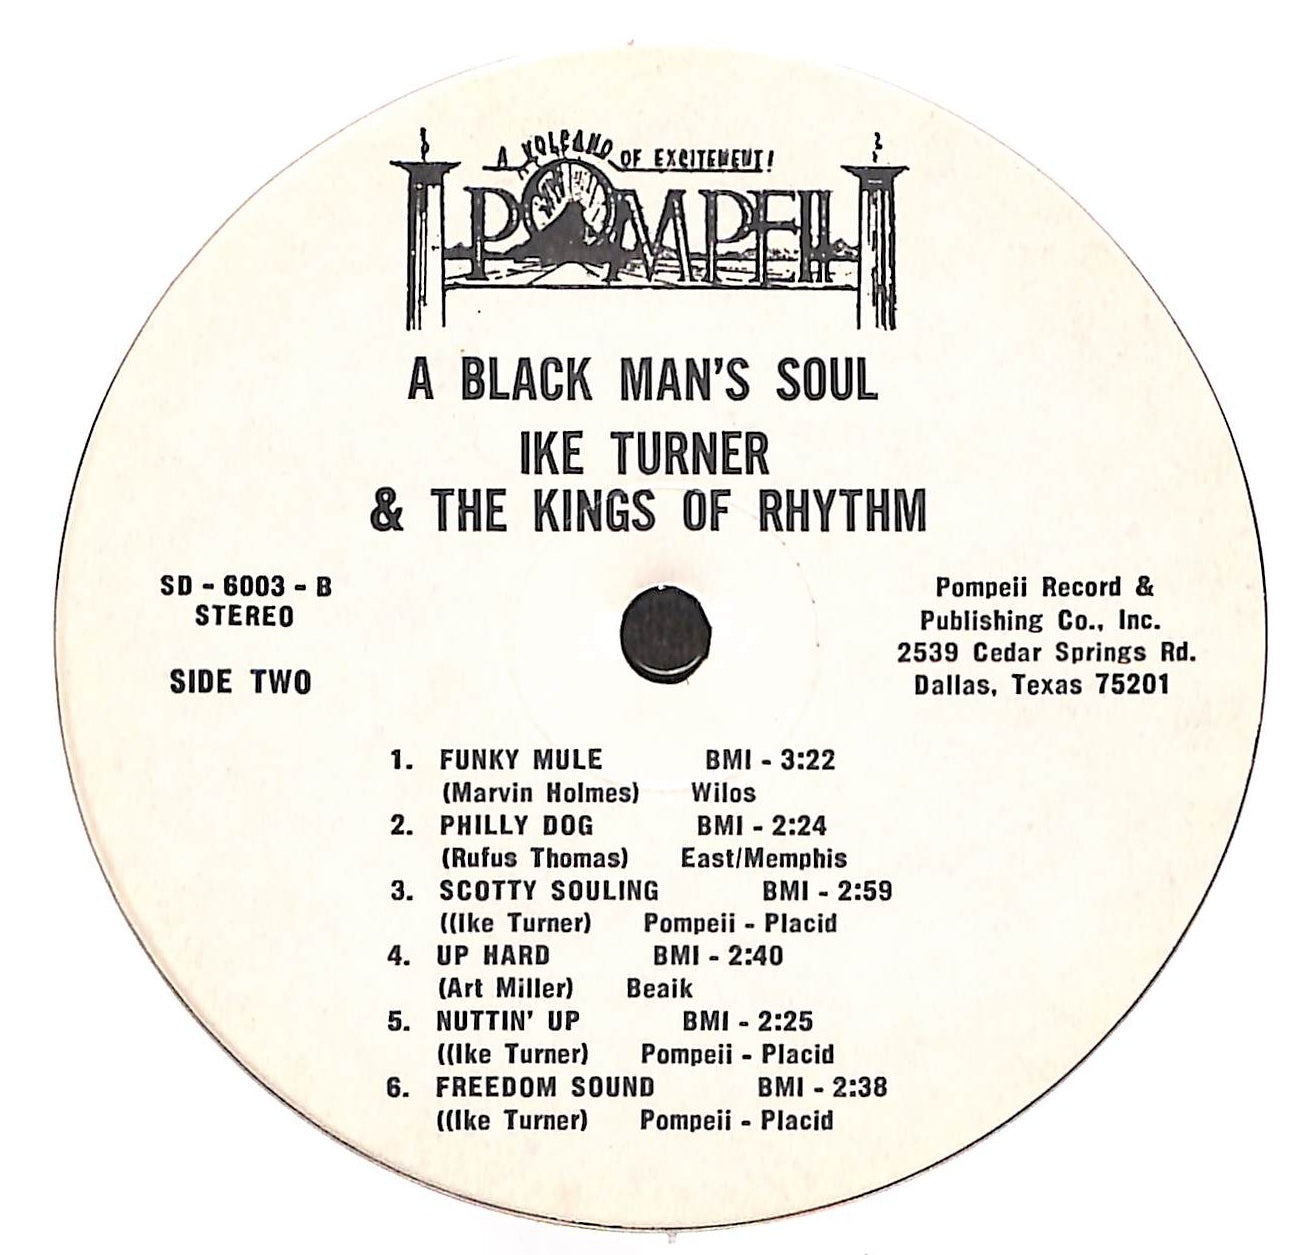 A VOLCANO OF EXCITEMENT!
POMPEII
A BLACK MAN'S SOUL
IKE TURNER
& THE KINGS OF RHYTHM
SD - 6003 - B
STEREO
SIDE TWO
Pompeii Record &
Publishing Co., Inc.
2539 Cedar Springs Rd.
Dallas, Texas 75201
1. FUNKY MULE BMI - 3:22
(Marvin Holmes) Wilos
2. PHILLY DOG BMI - 2:24
(Rufus Thomas) East/Memphis
3. SCOTTY SOULING BMI - 2:59
((Ike Turner) Pompeii - Placid
4. UP HARD BMI - 2:40
(Art Miller) Beaik
5. NUTTIN' UP BMI - 2:25
((Ike Turner) Pompeii - Placid
6. FREEDOM SOUND BMI - 2:38
((Ike Turner) Pompeii - Placid